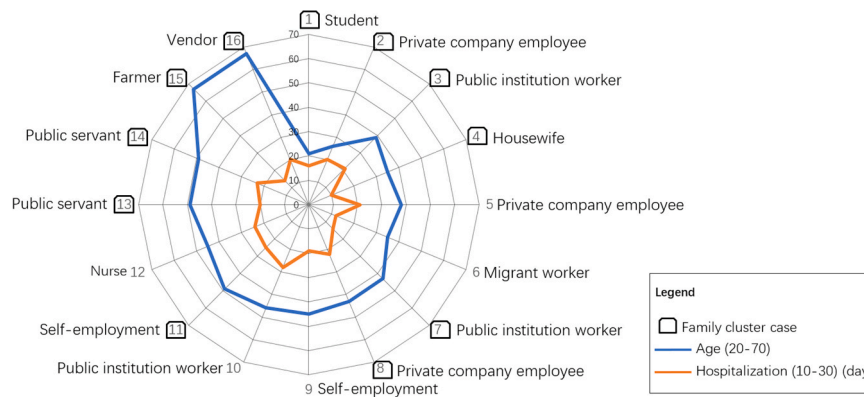 1 Student
Vendor 16
2 Private company employee
Farmer 15
3 Public institution worker
Public servant 14
4 Housewife
Public servant 13
5 Private company employee
Nurse 12
6 Migrant worker
Self-employment 11
7 Public institution worker
Public institution worker 10
8 Private company employee
9 Self-employment
70
60
50
40
30
20
10
0
Legend
Family cluster case
Age (20-70)
Hospitalization (10-30) (day